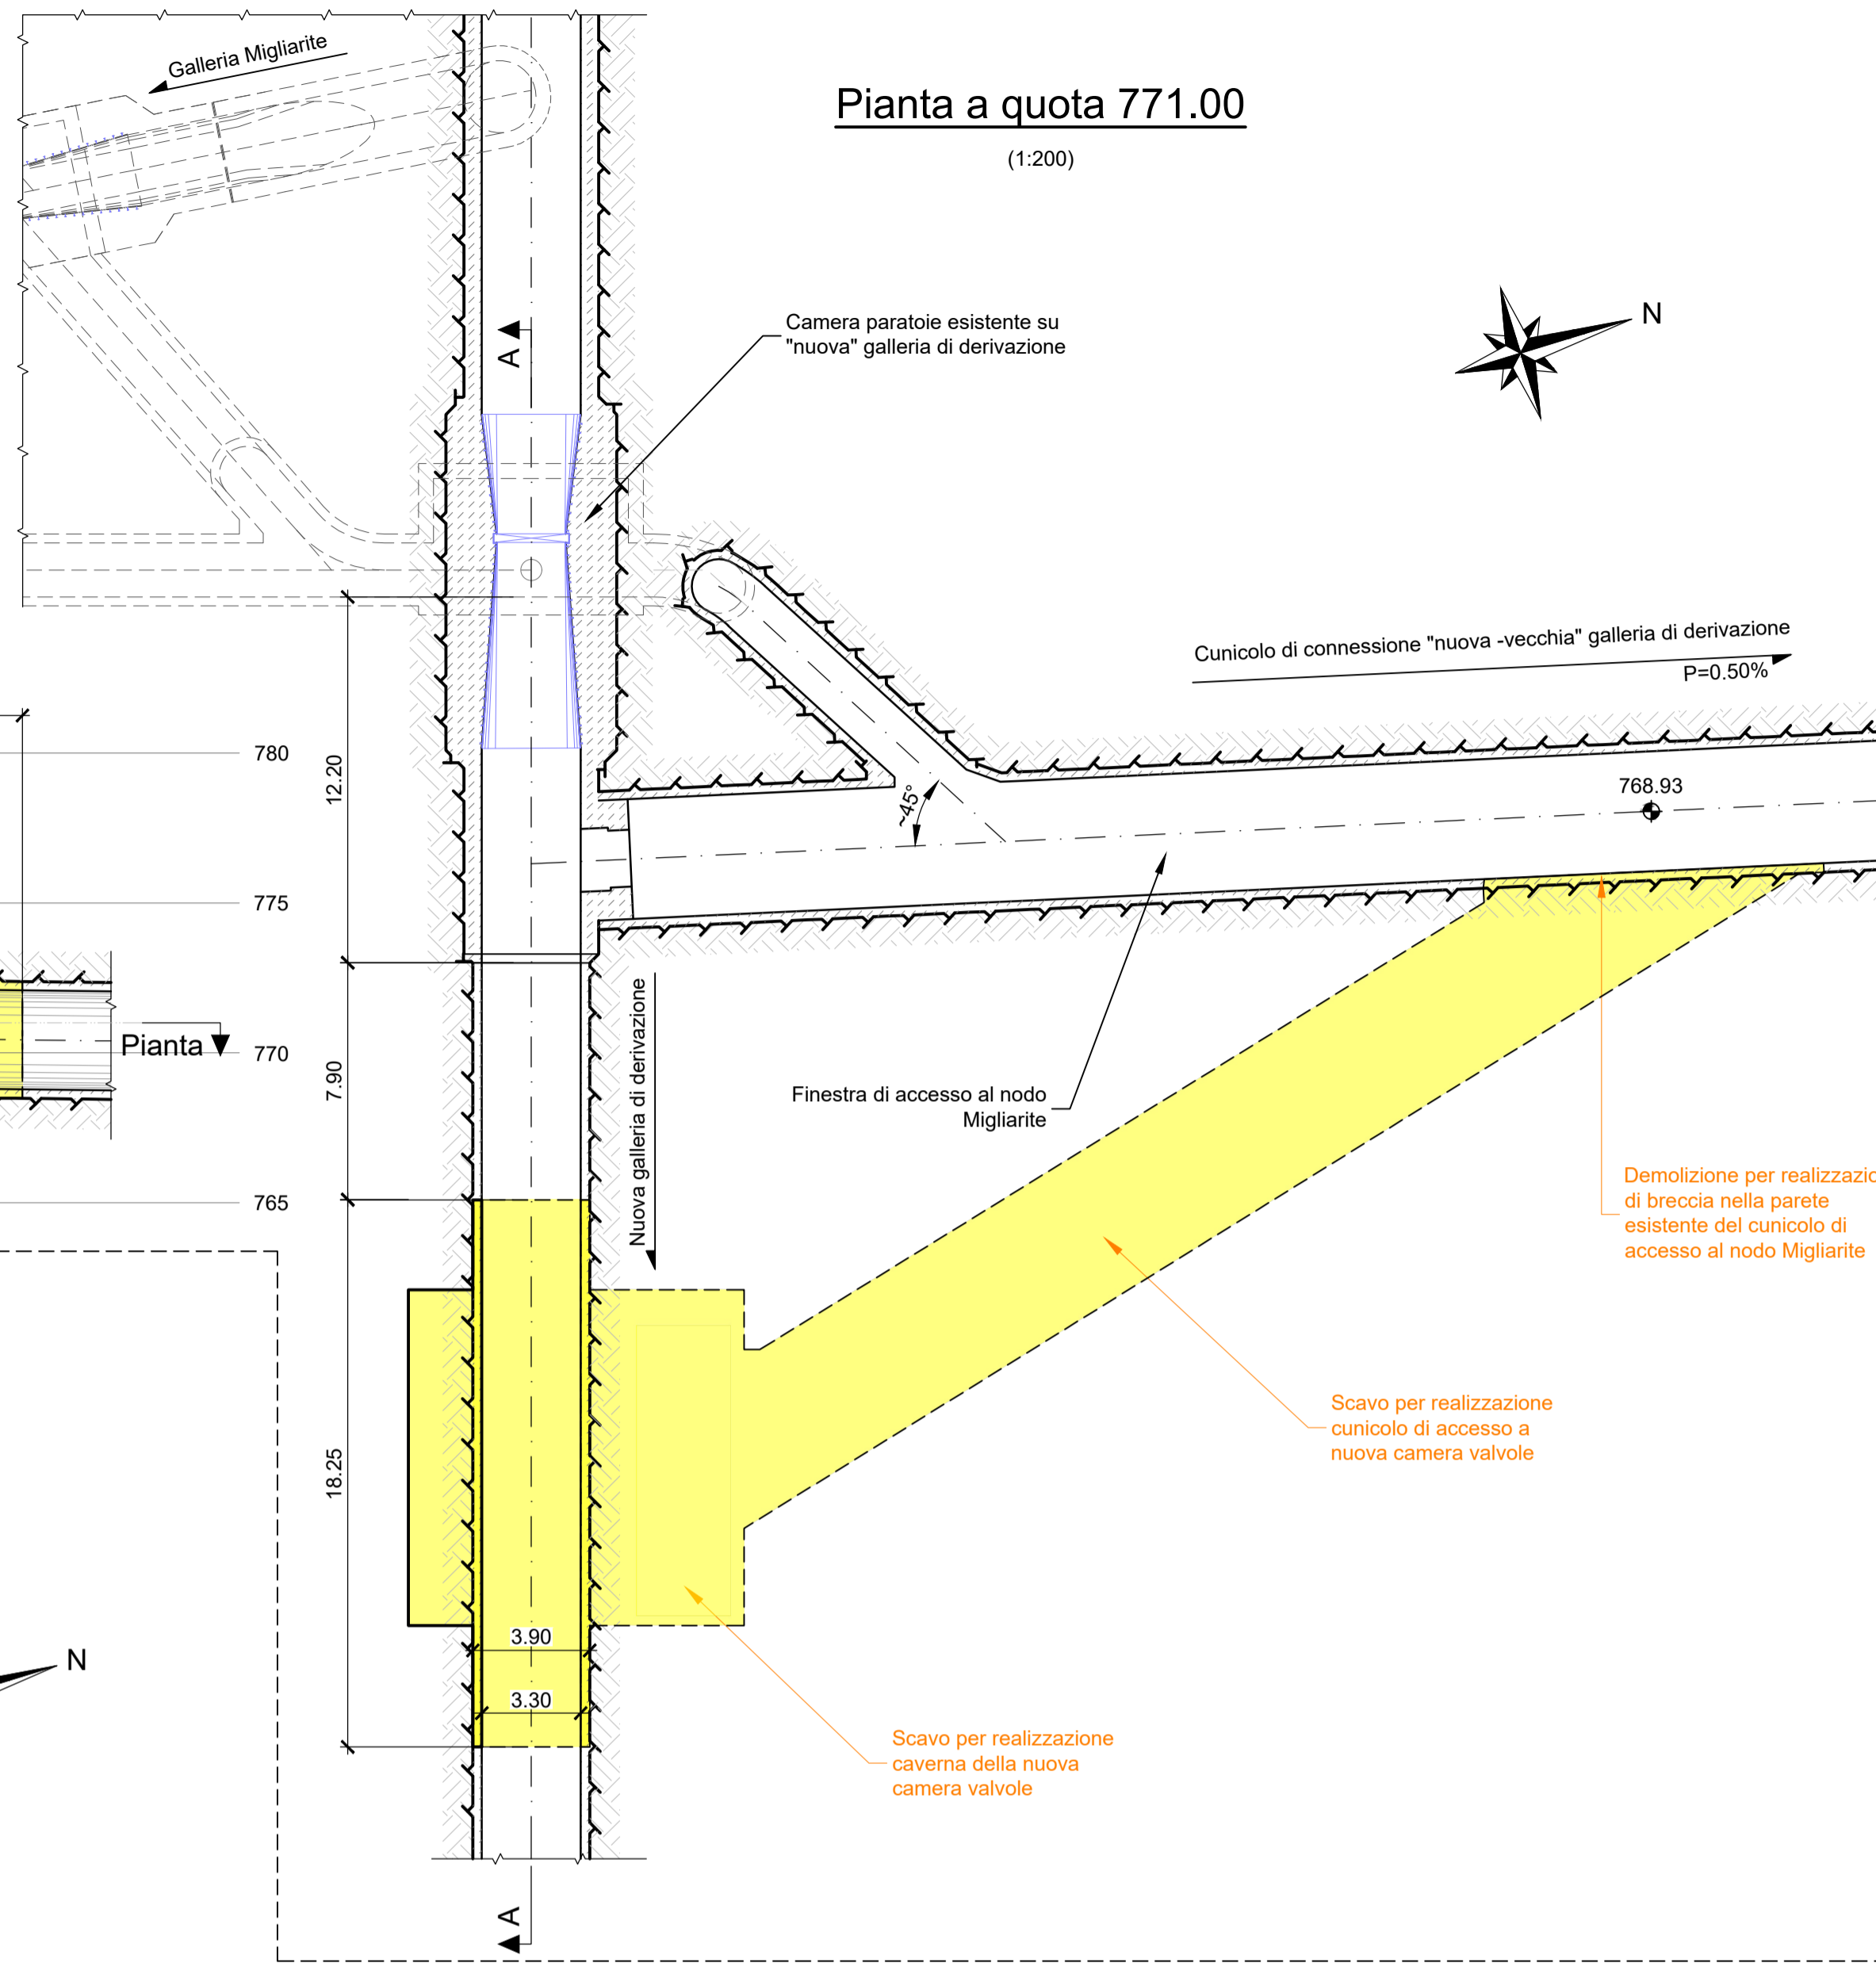 Galleria Migliarite
Pianta a quota 771.00
(1:200)
N
Camera paratoie esistente su
"nuova" galleria di derivazione
A
Cunicolo di connessione "nuova -vecchia" galleria di derivazione
P=0.50%
780
12.20
768.93
~45°
775
Pianta
770
7.90
Nuova galleria di derivazione
Finestra di accesso al nodo
Migliarite
765
Demolizione per realizzazio
di breccia nella parete
esistente del cunicolo di
accesso al nodo Migliarite
Scavo per realizzazione
cunicolo di accesso a
nuova camera valvole
18.25
3.90
N
3.30
Scavo per realizzazione
caverna della nuova
camera valvole
A